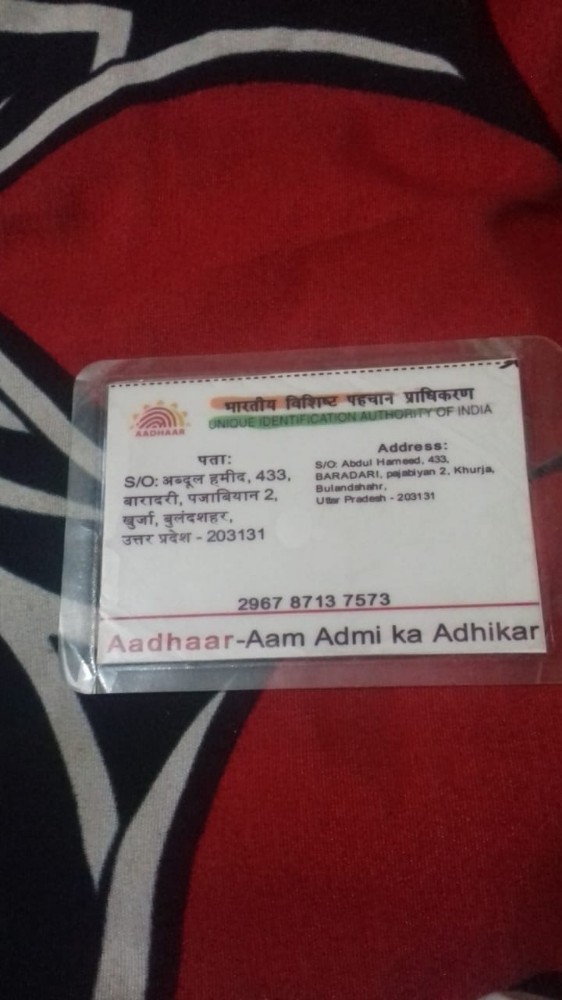 भारतीय विशिष्ट पहचान प्राधिकरण
UNIQUE IDENTIFICATION AUTHORITY OF INDIA
AADHAAR
पता:
S/O: अब्दूल हमीद, 433,
बारादरी, पजाबियान 2,
खुर्जा, बुलंदशहर,
उत्तर प्रदेश - 203131
Address:
S/O: Abdul Hameed, 433,
BARADARI, pajabiyan 2, Khurja,
Bulandshahr,
Uttar Pradesh - 203131
2967 8713 7573
Aadhaar-Aam Admi ka Adhikar